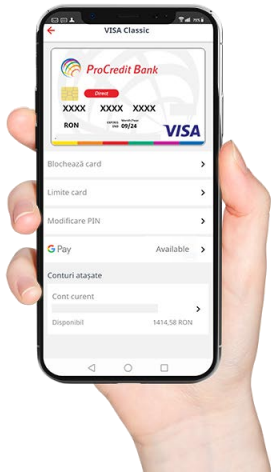 VISA Classic
ProCredit Bank
Direct
XXXX XXXX XXXX
RON 09/24
VISA
Blochează card
Limite card
Modificare PIN
G Pay Available
Conturi atașate
Cont curent
Disponibil 1414,58 RON